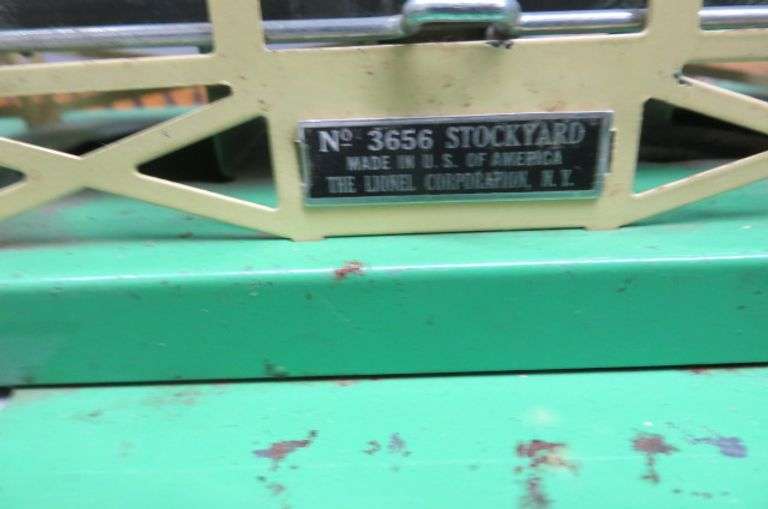 Nº 3656 STOCKYARD
MADE IN U.S. OF AMERICA
THE LIONEL CORPORATION, N.Y.